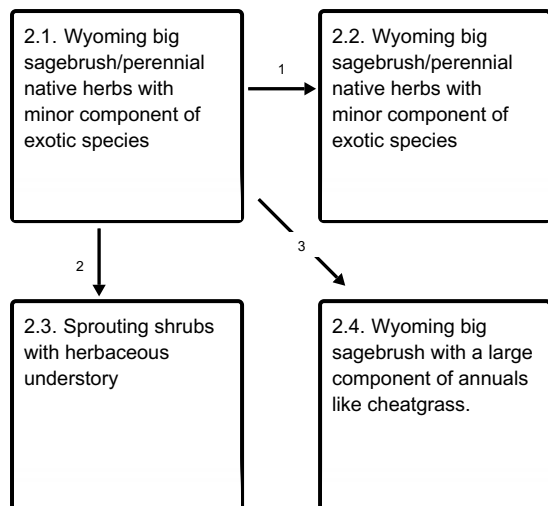 2.1. Wyoming big
sagebrush/perennial
native herbs with
minor component of
exotic species
1
2.2. Wyoming big
sagebrush/perennial
native herbs with
minor component of
exotic species
2
3
2.3. Sprouting shrubs
with herbaceous
understory
2.4. Wyoming big
sagebrush with a large
component of annuals
like cheatgrass.